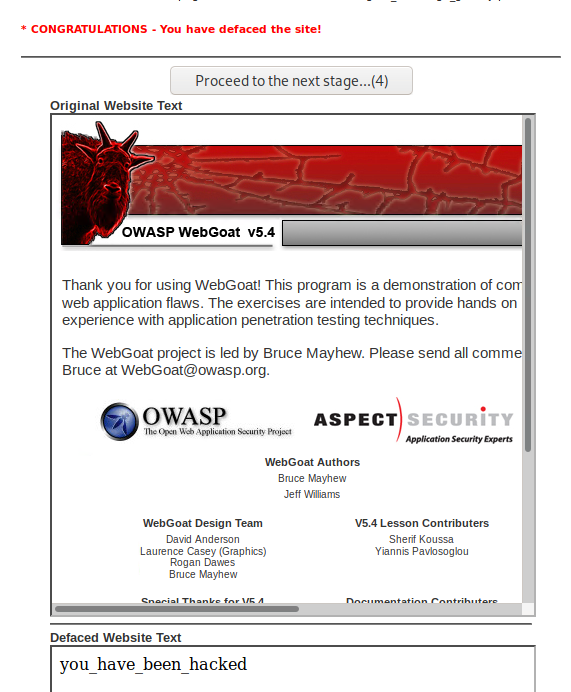 * CONGRATULATIONS - You have defaced the site!
Proceed to the next stage...(4)
Original Website Text
OWASP WebGoat v5.4
Thank you for using WebGoat! This program is a demonstration of com
web application flaws. The exercises are intended to provide hands on
experience with application penetration testing techniques.
The WebGoat project is led by Bruce Mayhew. Please send all comme
Bruce at WebGoat@owasp.org.
OWASP
The Open Web Application Security Project
ASPECT SECURITY
Application Security Experts
WebGoat Authors
Bruce Mayhew
Jeff Williams
WebGoat Design Team
David Anderson
Laurence Casey (Graphics)
Rogan Dawes
Bruce Mayhew
V5.4 Lesson Contributers
Sherif Koussa
Yiannis Pavlosoglou
Special Thanks for V5.4
Documentation Contributers
Defaced Website Text
you_have_been_hacked